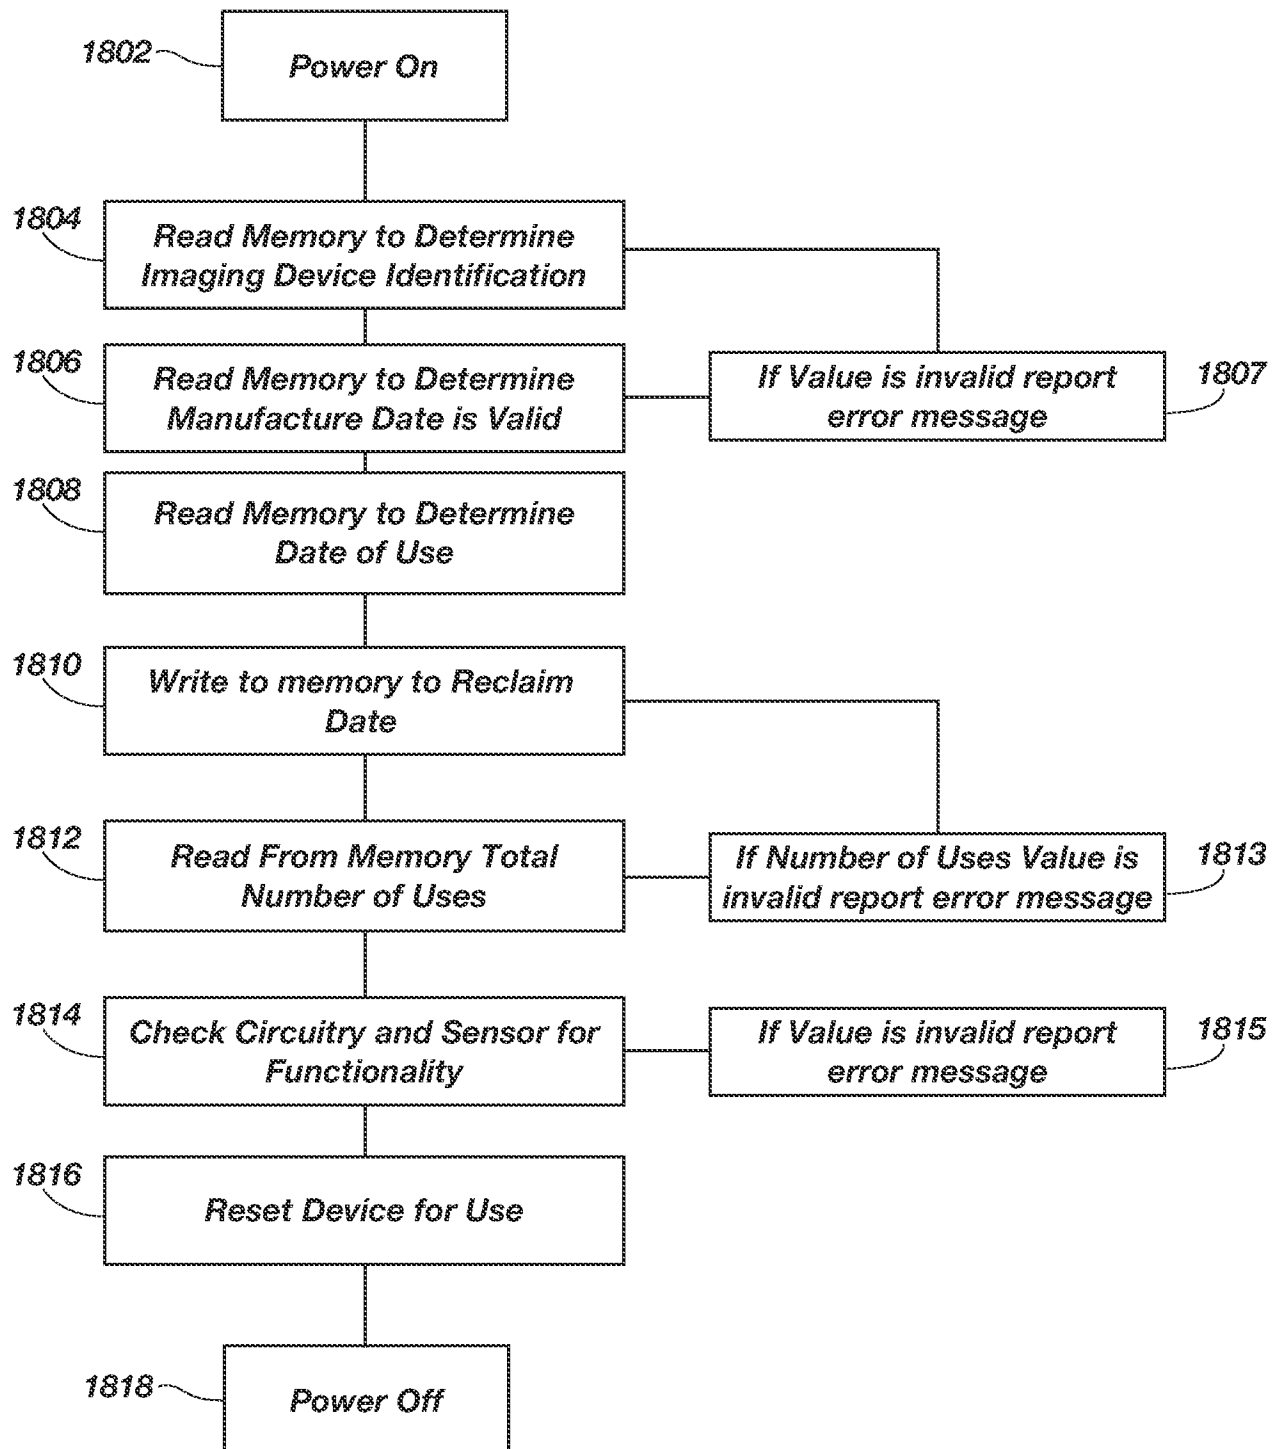 1802
Power On
1804
Read Memory to Determine
Imaging Device Identification
1806
Read Memory to Determine
Manufacture Date is Valid
If Value is invalid report
error message
1807
1808
Read Memory to Determine
Date of Use
1810
Write to memory to Reclaim
Date
1812
Read From Memory Total
Number of Uses
If Number of Uses Value is
invalid report error message
1813
1814
Check Circuitry and Sensor for
Functionality
If Value is invalid report
error message
1815
1816
Reset Device for Use
1818
Power Off